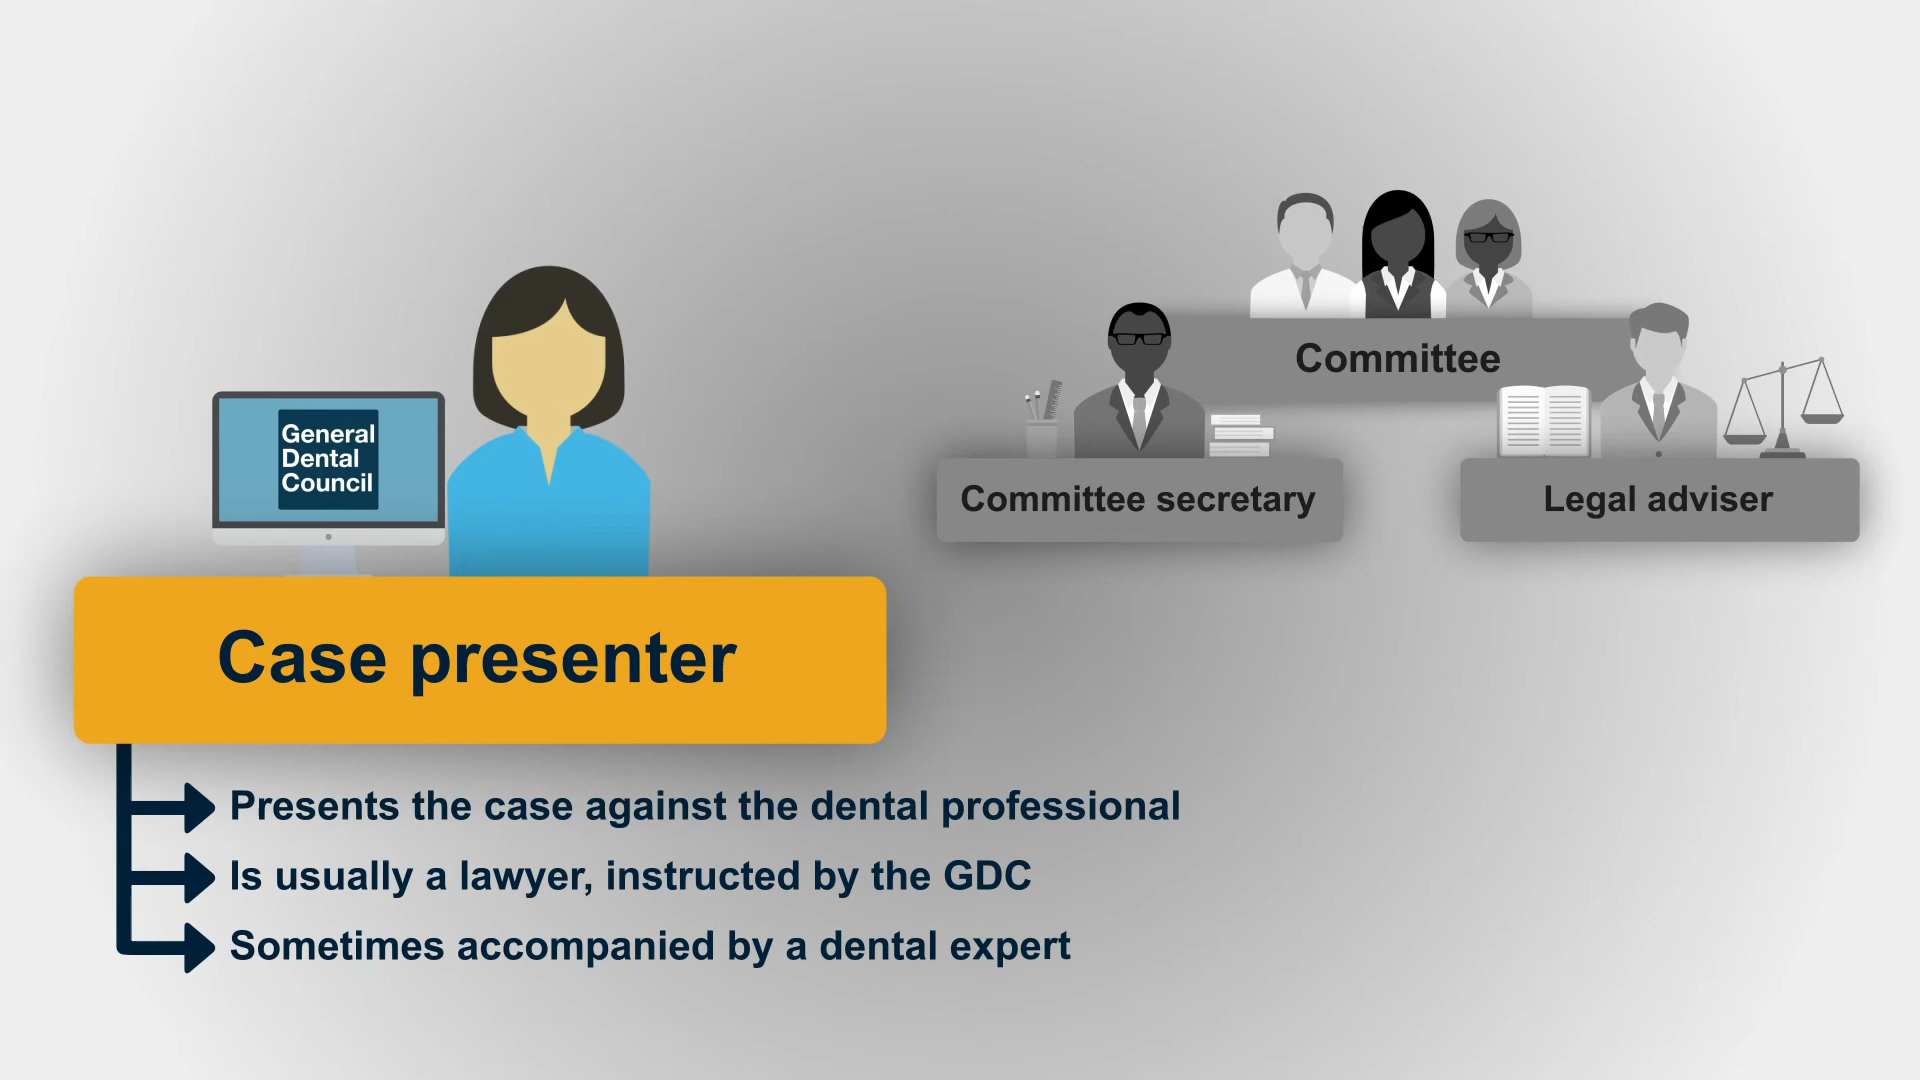 General
Dental
Council
Case presenter
Presents the case against the dental professional
Is usually a lawyer, instructed by the GDC
Sometimes accompanied by a dental expert
Committee
Committee secretary
Legal adviser